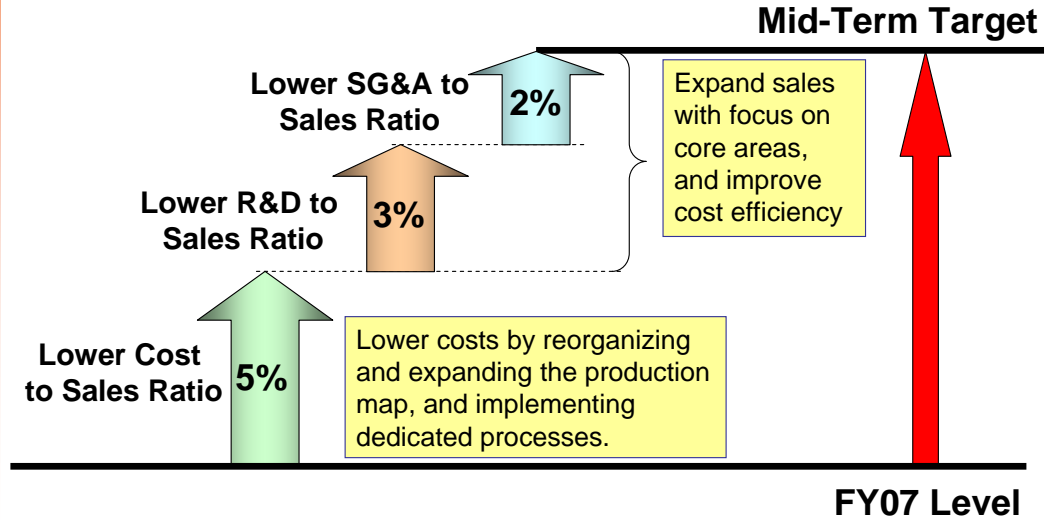 Mid-Term Target
Lower SG&A to
Sales Ratio
2%
Expand sales
with focus on
core areas,
and improve
cost efficiency
Lower R&D to
Sales Ratio
3%
Lower Cost
to Sales Ratio
5%
Lower costs by reorganizing
and expanding the production
map, and implementing
dedicated processes.
FY07 Level